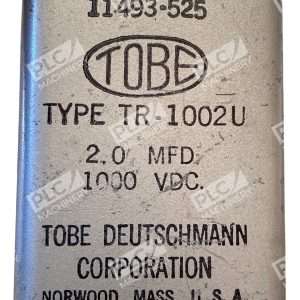 11493-525
TOBE
TYPE TR-1002U
2.0 MFD.
1000 VDC.
TOBE DEUTSCHMANN
CORPORATION
NORWOOD, MASS. U. S. A.